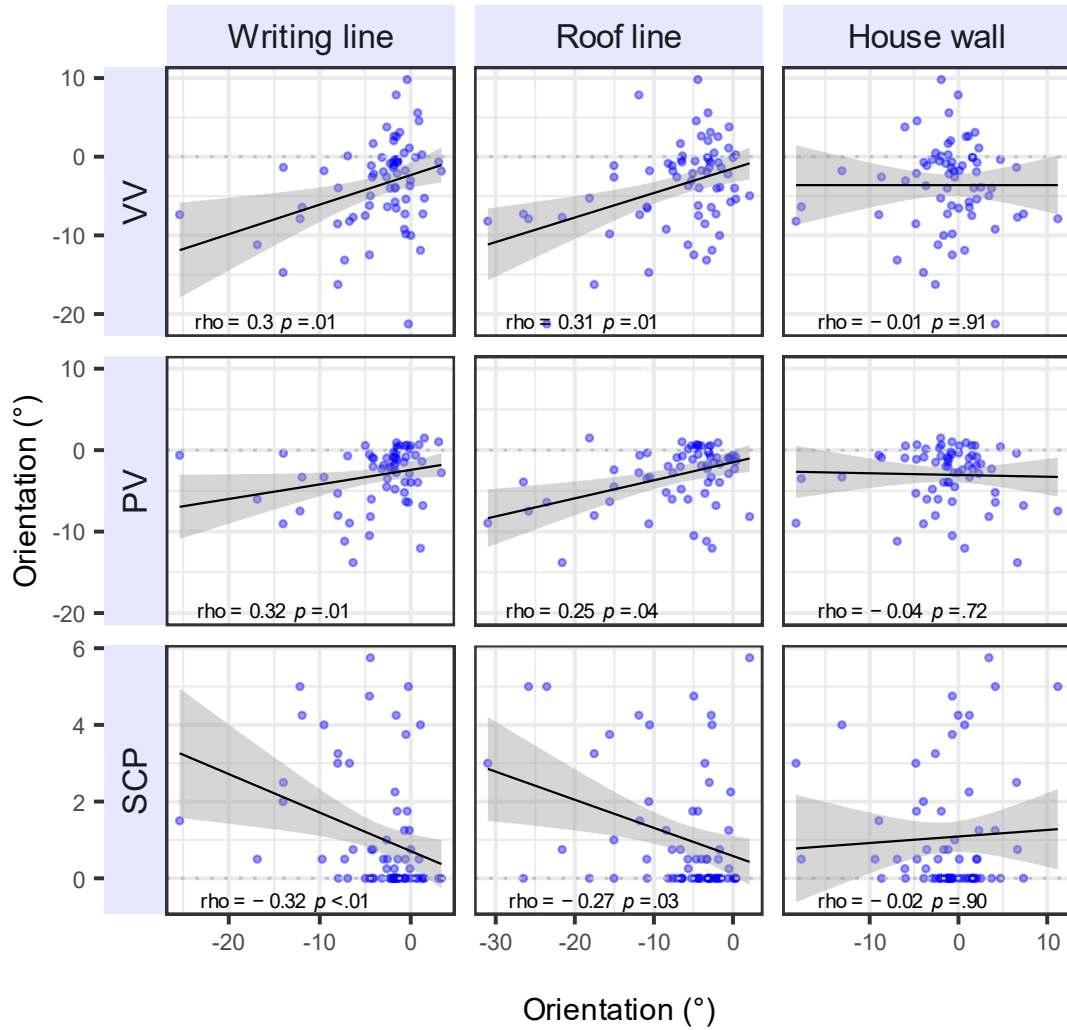 Writing line Roof line House wall
VV
10
0
-10
-20
rho = 0.3 p =.01
rho = 0.31 p =.01
rho = − 0.01 p =.91
Orientation (°)
PV
10
0
-10
-20
rho = 0.32 p =.01
rho = 0.25 p =.04
rho = − 0.04 p =.72
SCP
6
4
2
0
rho = − 0.32 p <.01
rho = − 0.27 p =.03
rho = − 0.02 p =.90
-20 -10 0
-30 -20 -10 0
-10 0 10
Orientation (°)